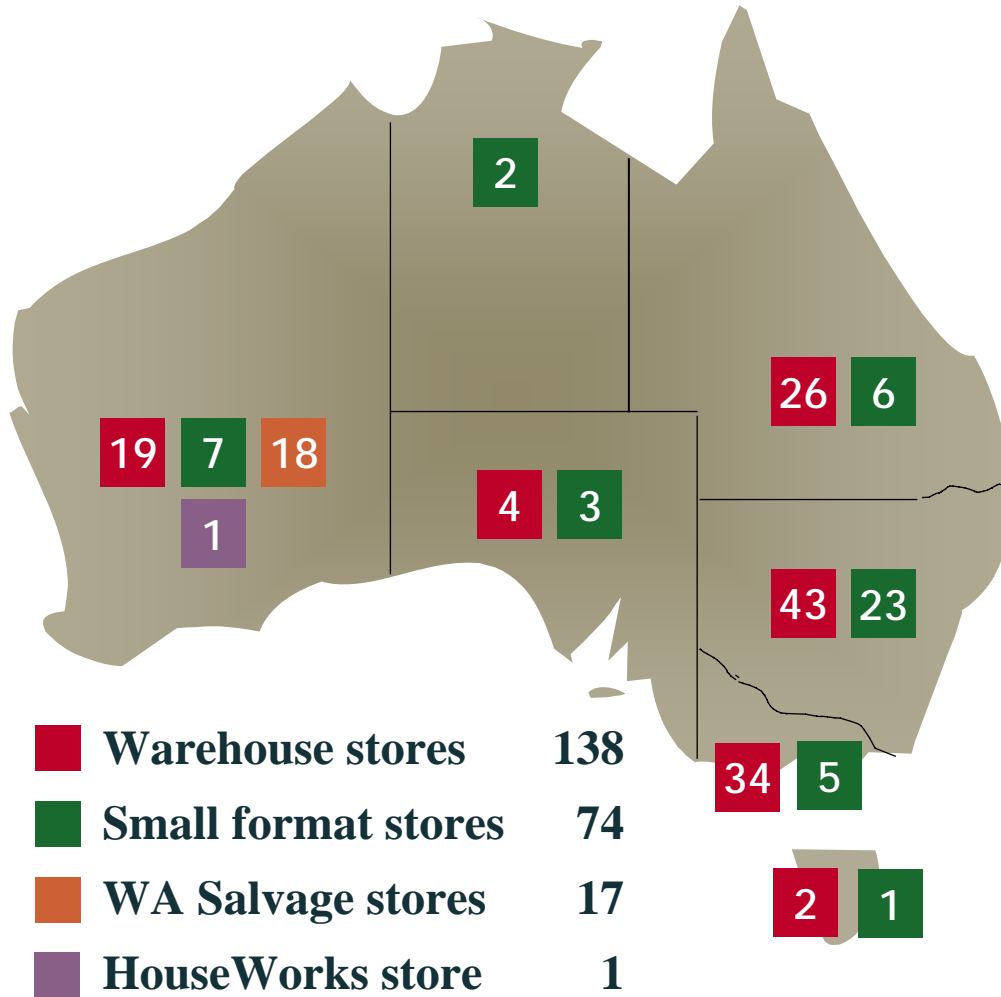 2
26 6
19 7 18
4 3
1
43 23
34 5
2 1
Warehouse stores 138
Small format stores 74
WA Salvage stores 17
HouseWorks store 1